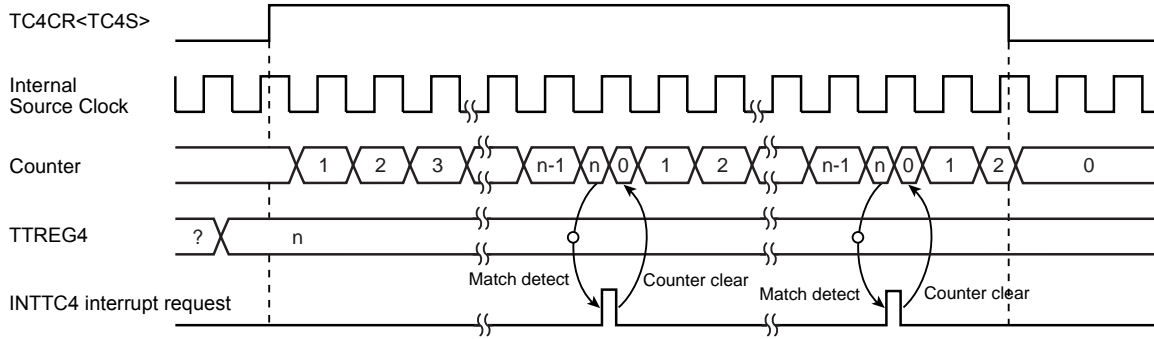 TC4CR<TC4S>
Internal
Source Clock
Counter 1 2 3 n-1 n 0 1 2 n-1 n 0 1 2 0
TTREG4 ? n
Match detect Counter clear Match detect Counter clear
INTTC4 interrupt request